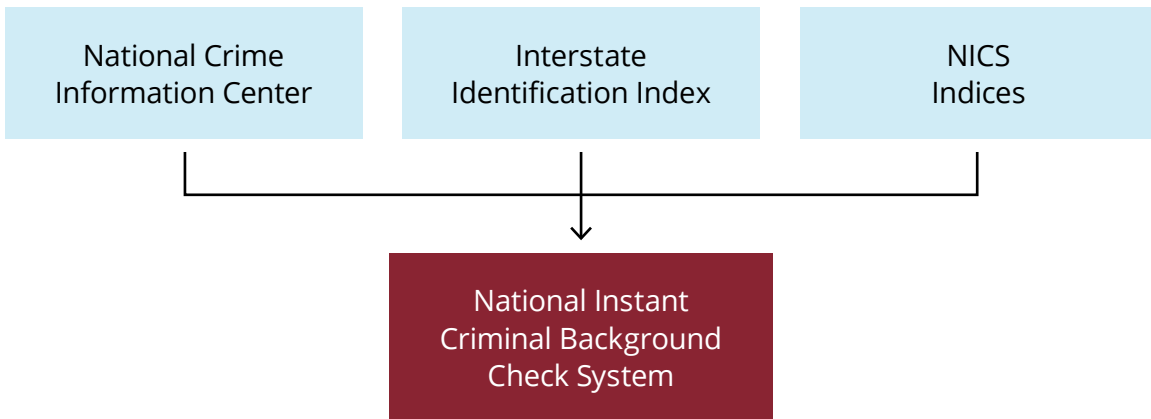 National Crime
Information Center
Interstate
Identification Index
NICS
Indices
National Instant
Criminal Background
Check System